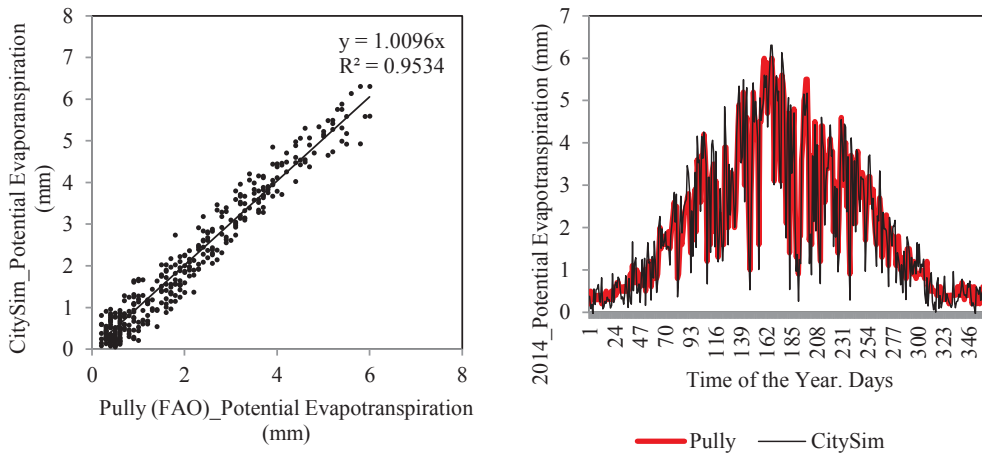 CitySim_Potential Evaporanspiration
(mm)
8
7
6
5
4
3
2
1
0
y = 1.0096x
R² = 0.9534
0 2 4 6 8
Pully (FAO)_Potential Evapotranspiration
(mm)
2014_Potential Evapotranspiration (mm)
7
6
5
4
3
2
1
0
1 24 47 70 93 116 139 162 185 208 231 254 277 300 323 346
Time of the Year. Days
Pully CitySim